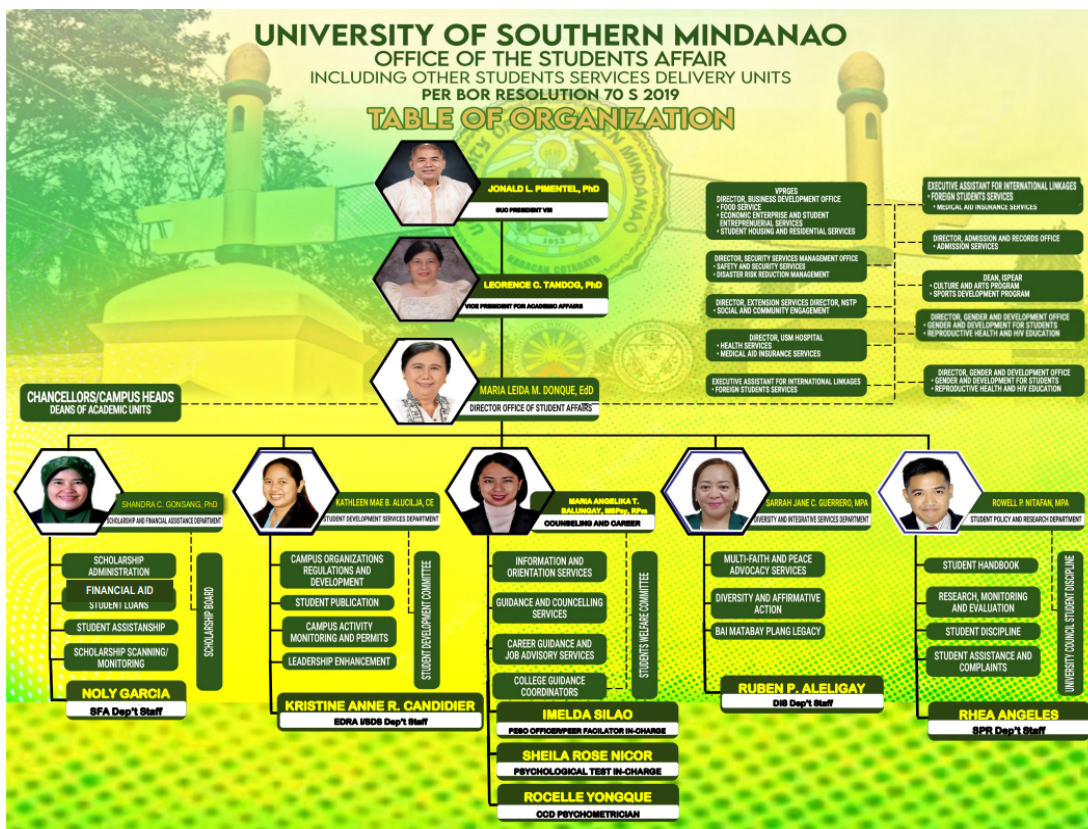 UNIVERSITY OF SOUTHERN MINDANAO
OFFICE OF THE STUDENTS AFFAIR
INCLUDING OTHER STUDENTS SERVICES DELIVERY UNITS
PER BOR RESOLUTION 70 S 2019
TABLE OF ORGANIZATION
JONALD L. PIMENTEL, PhD
SUC PRESIDENT VIII
LEORENCE C. TANDOG, PhD
VICE PRESIDENT FOR ACADEMIC AFFAIRS
MARIA LEIDA M. DONQUE, EdD
DIRECTOR OFFICE OF STUDENT AFFAIRS
CHANCELLORS/CAMPUS HEADS
DEANS OF ACADEMIC UNITS
VPRGES
DIRECTOR, BUSINESS DEVELOPMENT OFFICE
• FOOD SERVICE
• ECONOMIC ENTERPRISE AND STUDENT
ENTREPRENUERIAL SERVICES
• STUDENT HOUSING AND RESIDENTIAL SERVICES
DIRECTOR, SECURITY SERVICES MANAGEMENT OFFICE
• SAFETY AND SECURITY SERVICES
• DISASTER RISK REDUCTION MANAGEMENT
DIRECTOR, EXTENSION SERVICES DIRECTOR, NSTP
• SOCIAL AND COMMUNITY ENGAGEMENT
DIRECTOR, USM HOSPITAL
• HEALTH SERVICES
• MEDICAL AID INSURANCE SERVICES
EXECUTIVE ASSISTANT FOR INTERNATIONAL LINKAGES
• FOREIGN STUDENTS SERVICES
EXECUTIVE ASSISTANT FOR INTERNATIONAL LINKAGES
• FOREIGN STUDENTS SERVICES
• MEDICAL AID INSURANCE SERVICES
DIRECTOR, ADMISSION AND RECORDS OFFICE
• ADMISSION SERVICES
DEAN, ISPEAR
• CULTURE AND ARTS PROGRAM
• SPORTS DEVELOPMENT PROGRAM
DIRECTOR, GENDER AND DEVELOPMENT OFFICE
• GENDER AND DEVELOPMENT FOR STUDENTS
• REPRODUCTIVE HEALTH AND HIV EDUCATION
DIRECTOR, GENDER AND DEVELOPMENT OFFICE
• GENDER AND DEVELOPMENT FOR STUDENTS
• REPRODUCTIVE HEALTH AND HIV EDUCATION
SHANDRA C. GONSANG, PhD
SCHOLARSHIP AND FINANCIAL ASSISTANCE DEPARTMENT
SCHOLARSHIP
ADMINISTRATION
FINANCIAL AID
STUDENT LOANS
STUDENT ASSISTANSHIP
SCHOLARSHIP SCANNING/
MONITORING
SCHOLARSHIP BOARD
NOLY GARCIA
SFA Dep't Staff
KATHLEEN MAE B. ALUCILJA, CE
STUDENT DEVELOPMENT SERVICES DEPARTMENT
CAMPUS ORGANIZATIONS
REGULATIONS AND
DEVELOPMENT
STUDENT PUBLICATION
CAMPUS ACTIVITY
MONITORING AND PERMITS
LEADERSHIP ENHANCEMENT
STUDENT DEVELOPMENT COMMITTEE
KRISTINE ANNE R. CANDIDIER
EDRA I/SDS Dep't Staff
MARIA ANGELIKA T.
BALUNGAY, MSPsy, RPm
COUNSELING AND CAREER
INFORMATION AND
ORIENTATION SERVICES
GUIDANCE AND COUNCELLING
SERVICES
CAREER GUIDANCE AND
JOB ADVISORY SERVICES
COLLEGE GUIDANCE
COORDINATORS
STUDENTS WELFARE COMMITTEE
IMELDA SILAO
PESO OFFICER/PEER FACILATOR IN-CHARGE
SHEILA ROSE NICOR
PSYCHOLOGICAL TEST IN-CHARGE
ROCELLE YONGQUE
CCD PSYCHOMETRICIAN
SARRAH JANE C. GUERRERO, MPA
DIVERSITY AND INTEGRATIVE SERVICES DEPARTMENT
MULTI-FAITH AND PEACE
ADVOCACY SERVICES
DIVERSITY AND AFFIRMATIVE
ACTION
BAI MATABAY PLANG LEGACY
RUBEN P. ALELIGAY
DIS Dep't Staff
ROWELL P. NITAFAN, MPA
STUDENT POLICY AND RESEARCH DEPARTMENT
STUDENT HANDBOOK
RESEARCH, MONITORING
AND EVALUATION
STUDENT DISCIPLINE
STUDENT ASSISTANCE AND
COMPLAINTS
UNIVERSITY COUNCIL STUDENT DISCIPLINE
RHEA ANGELES
SPR Dep't Staff